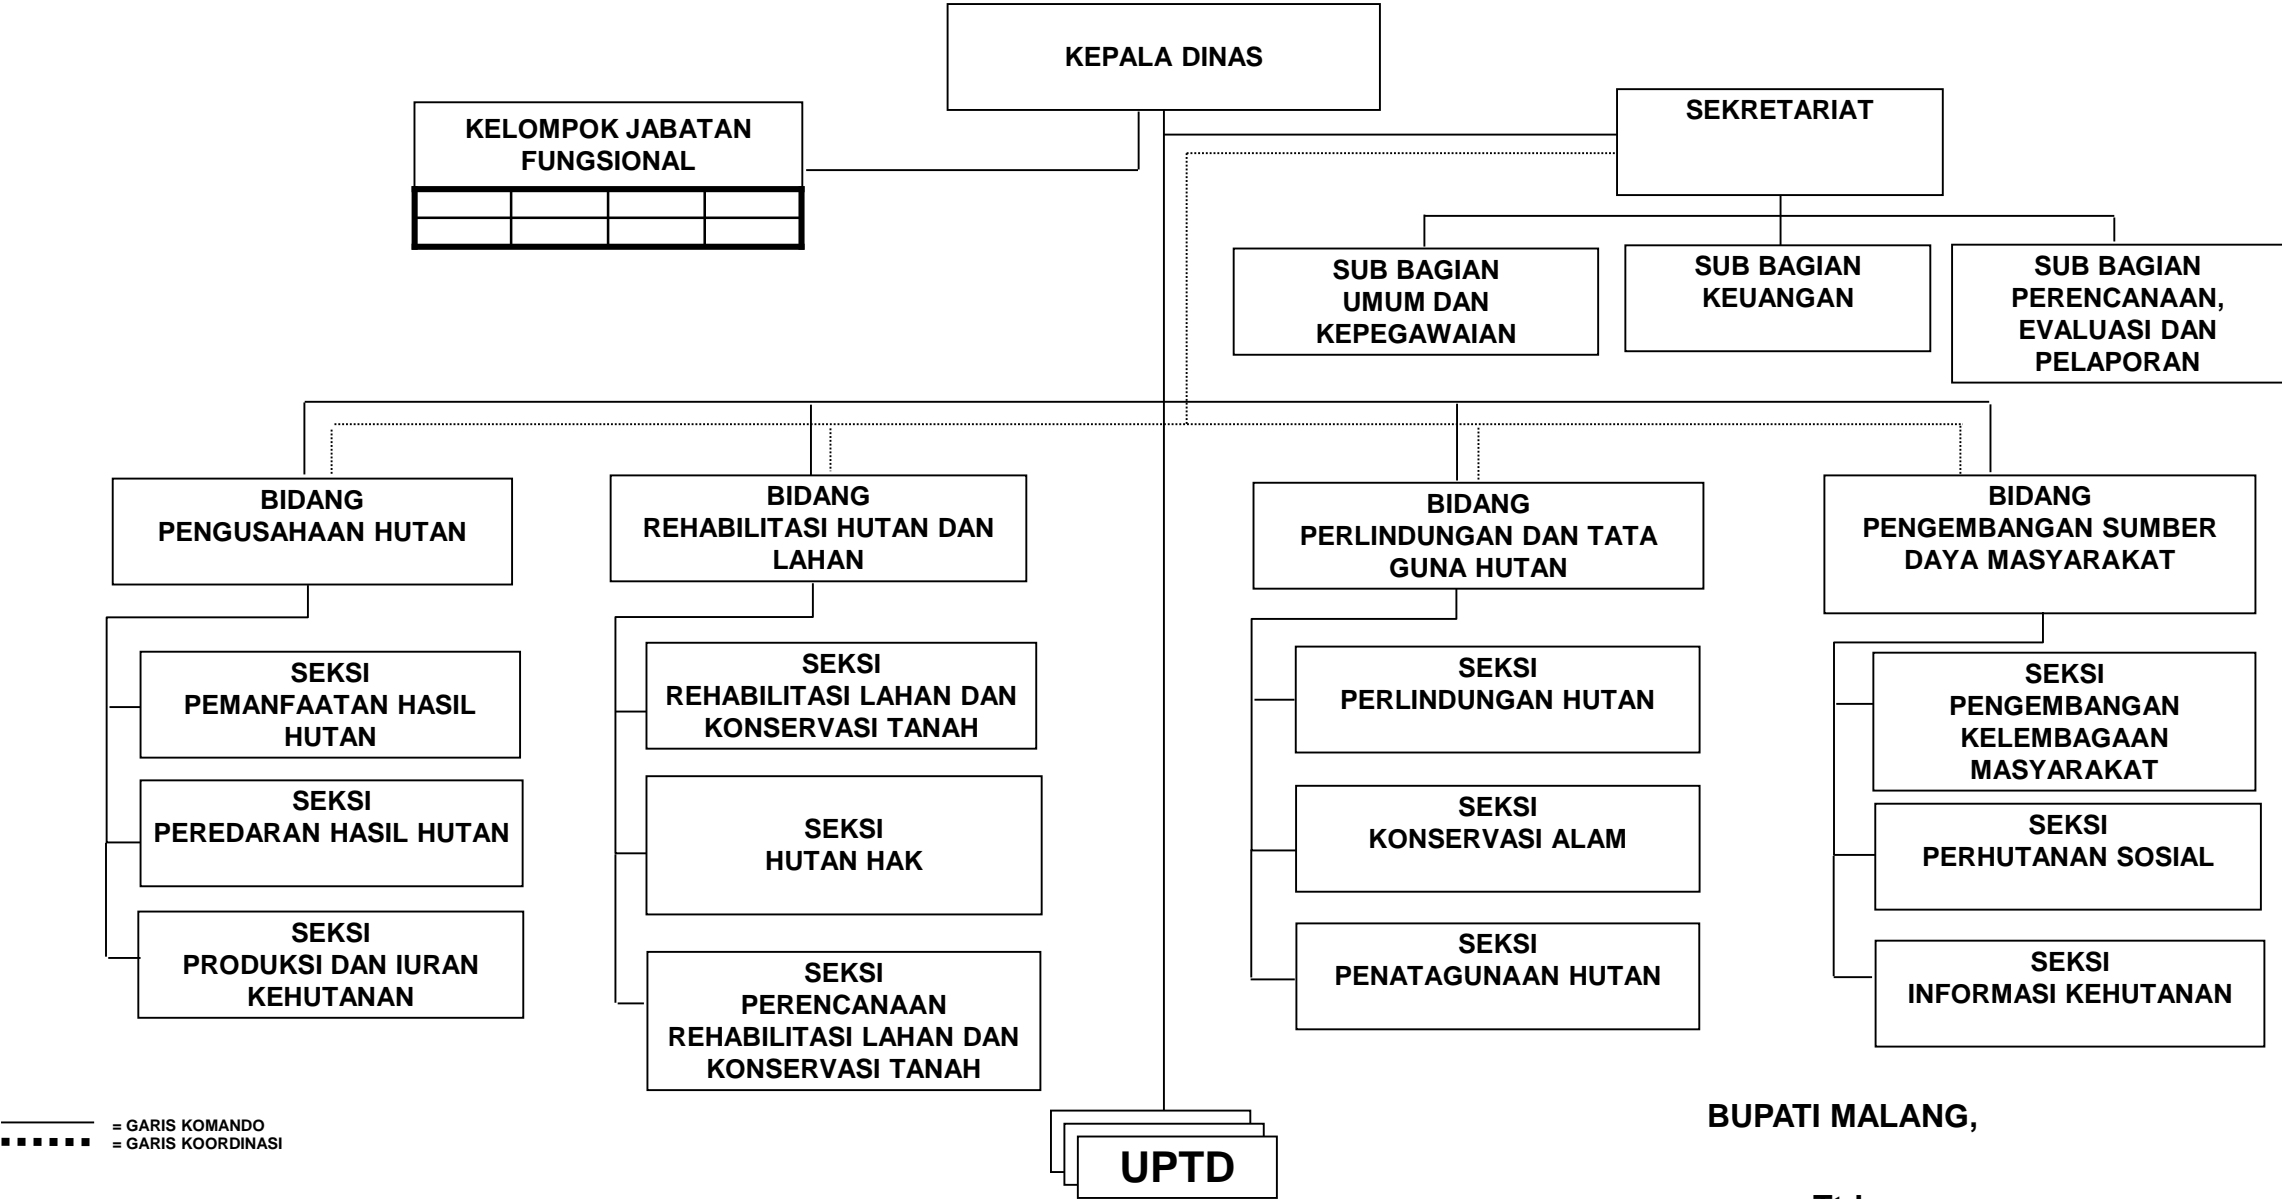 KEPALA DINAS
KELOMPOK JABATAN
FUNGSIONAL
SEKRETARIAT
SUB BAGIAN
UMUM DAN
KEPEGAWAIAN
SUB BAGIAN
KEUANGAN
SUB BAGIAN
PERENCANAAN,
EVALUASI DAN
PELAPORAN
BIDANG
PENGUSAHAAN HUTAN
BIDANG
REHABILITASI HUTAN DAN
LAHAN
BIDANG
PERLINDUNGAN DAN TATA
GUNA HUTAN
BIDANG
PENGEMBANGAN SUMBER
DAYA MASYARAKAT
SEKSI
PEMANFAATAN HASIL
HUTAN
SEKSI
PEREDARAN HASIL HUTAN
SEKSI
PRODUKSI DAN IURAN
KEHUTANAN
SEKSI
REHABILITASI LAHAN DAN
KONSERVASI TANAH
SEKSI
HUTAN HAK
SEKSI
PERENCANAAN
REHABILITASI LAHAN DAN
KONSERVASI TANAH
SEKSI
PERLINDUNGAN HUTAN
SEKSI
KONSERVASI ALAM
SEKSI
PENATAGUNAAN HUTAN
SEKSI
PENGEMBANGAN
KELEMBAGAAN
MASYARAKAT
SEKSI
PERHUTANAN SOSIAL
SEKSI
INFORMASI KEHUTANAN
= GARIS KOMANDO
= GARIS KOORDINASI
UPTD
BUPATI MALANG,